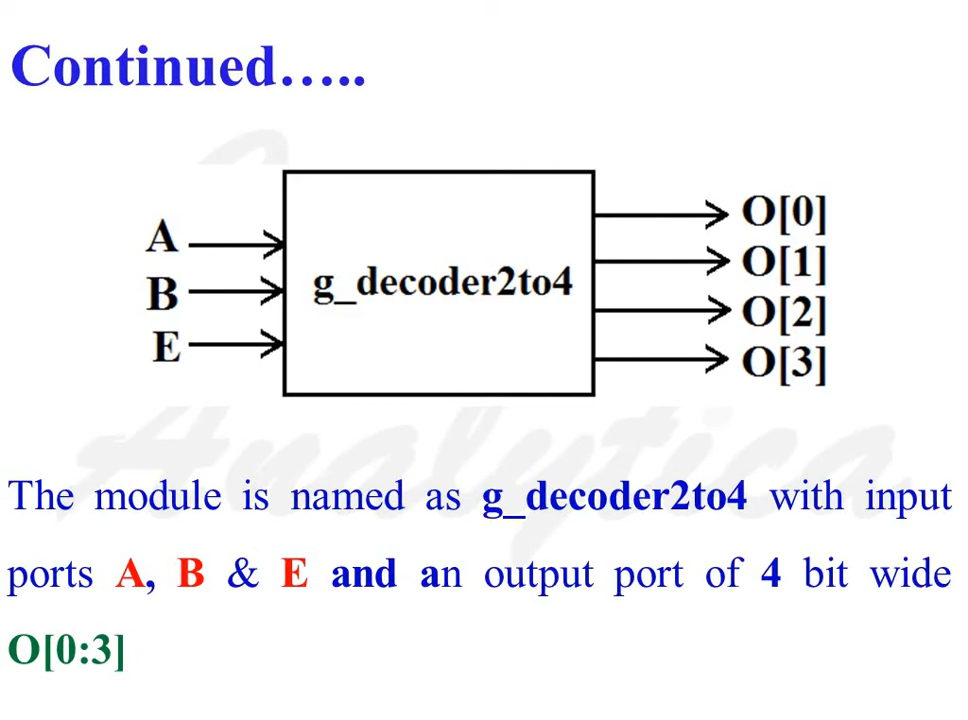 Continued…..
A
B
E
g_decoder2to4
O[0]
O[1]
O[2]
O[3]
Analytica
The module is named as g_decoder2to4 with input
ports A, B & E and an output port of 4 bit wide
O[0:3]